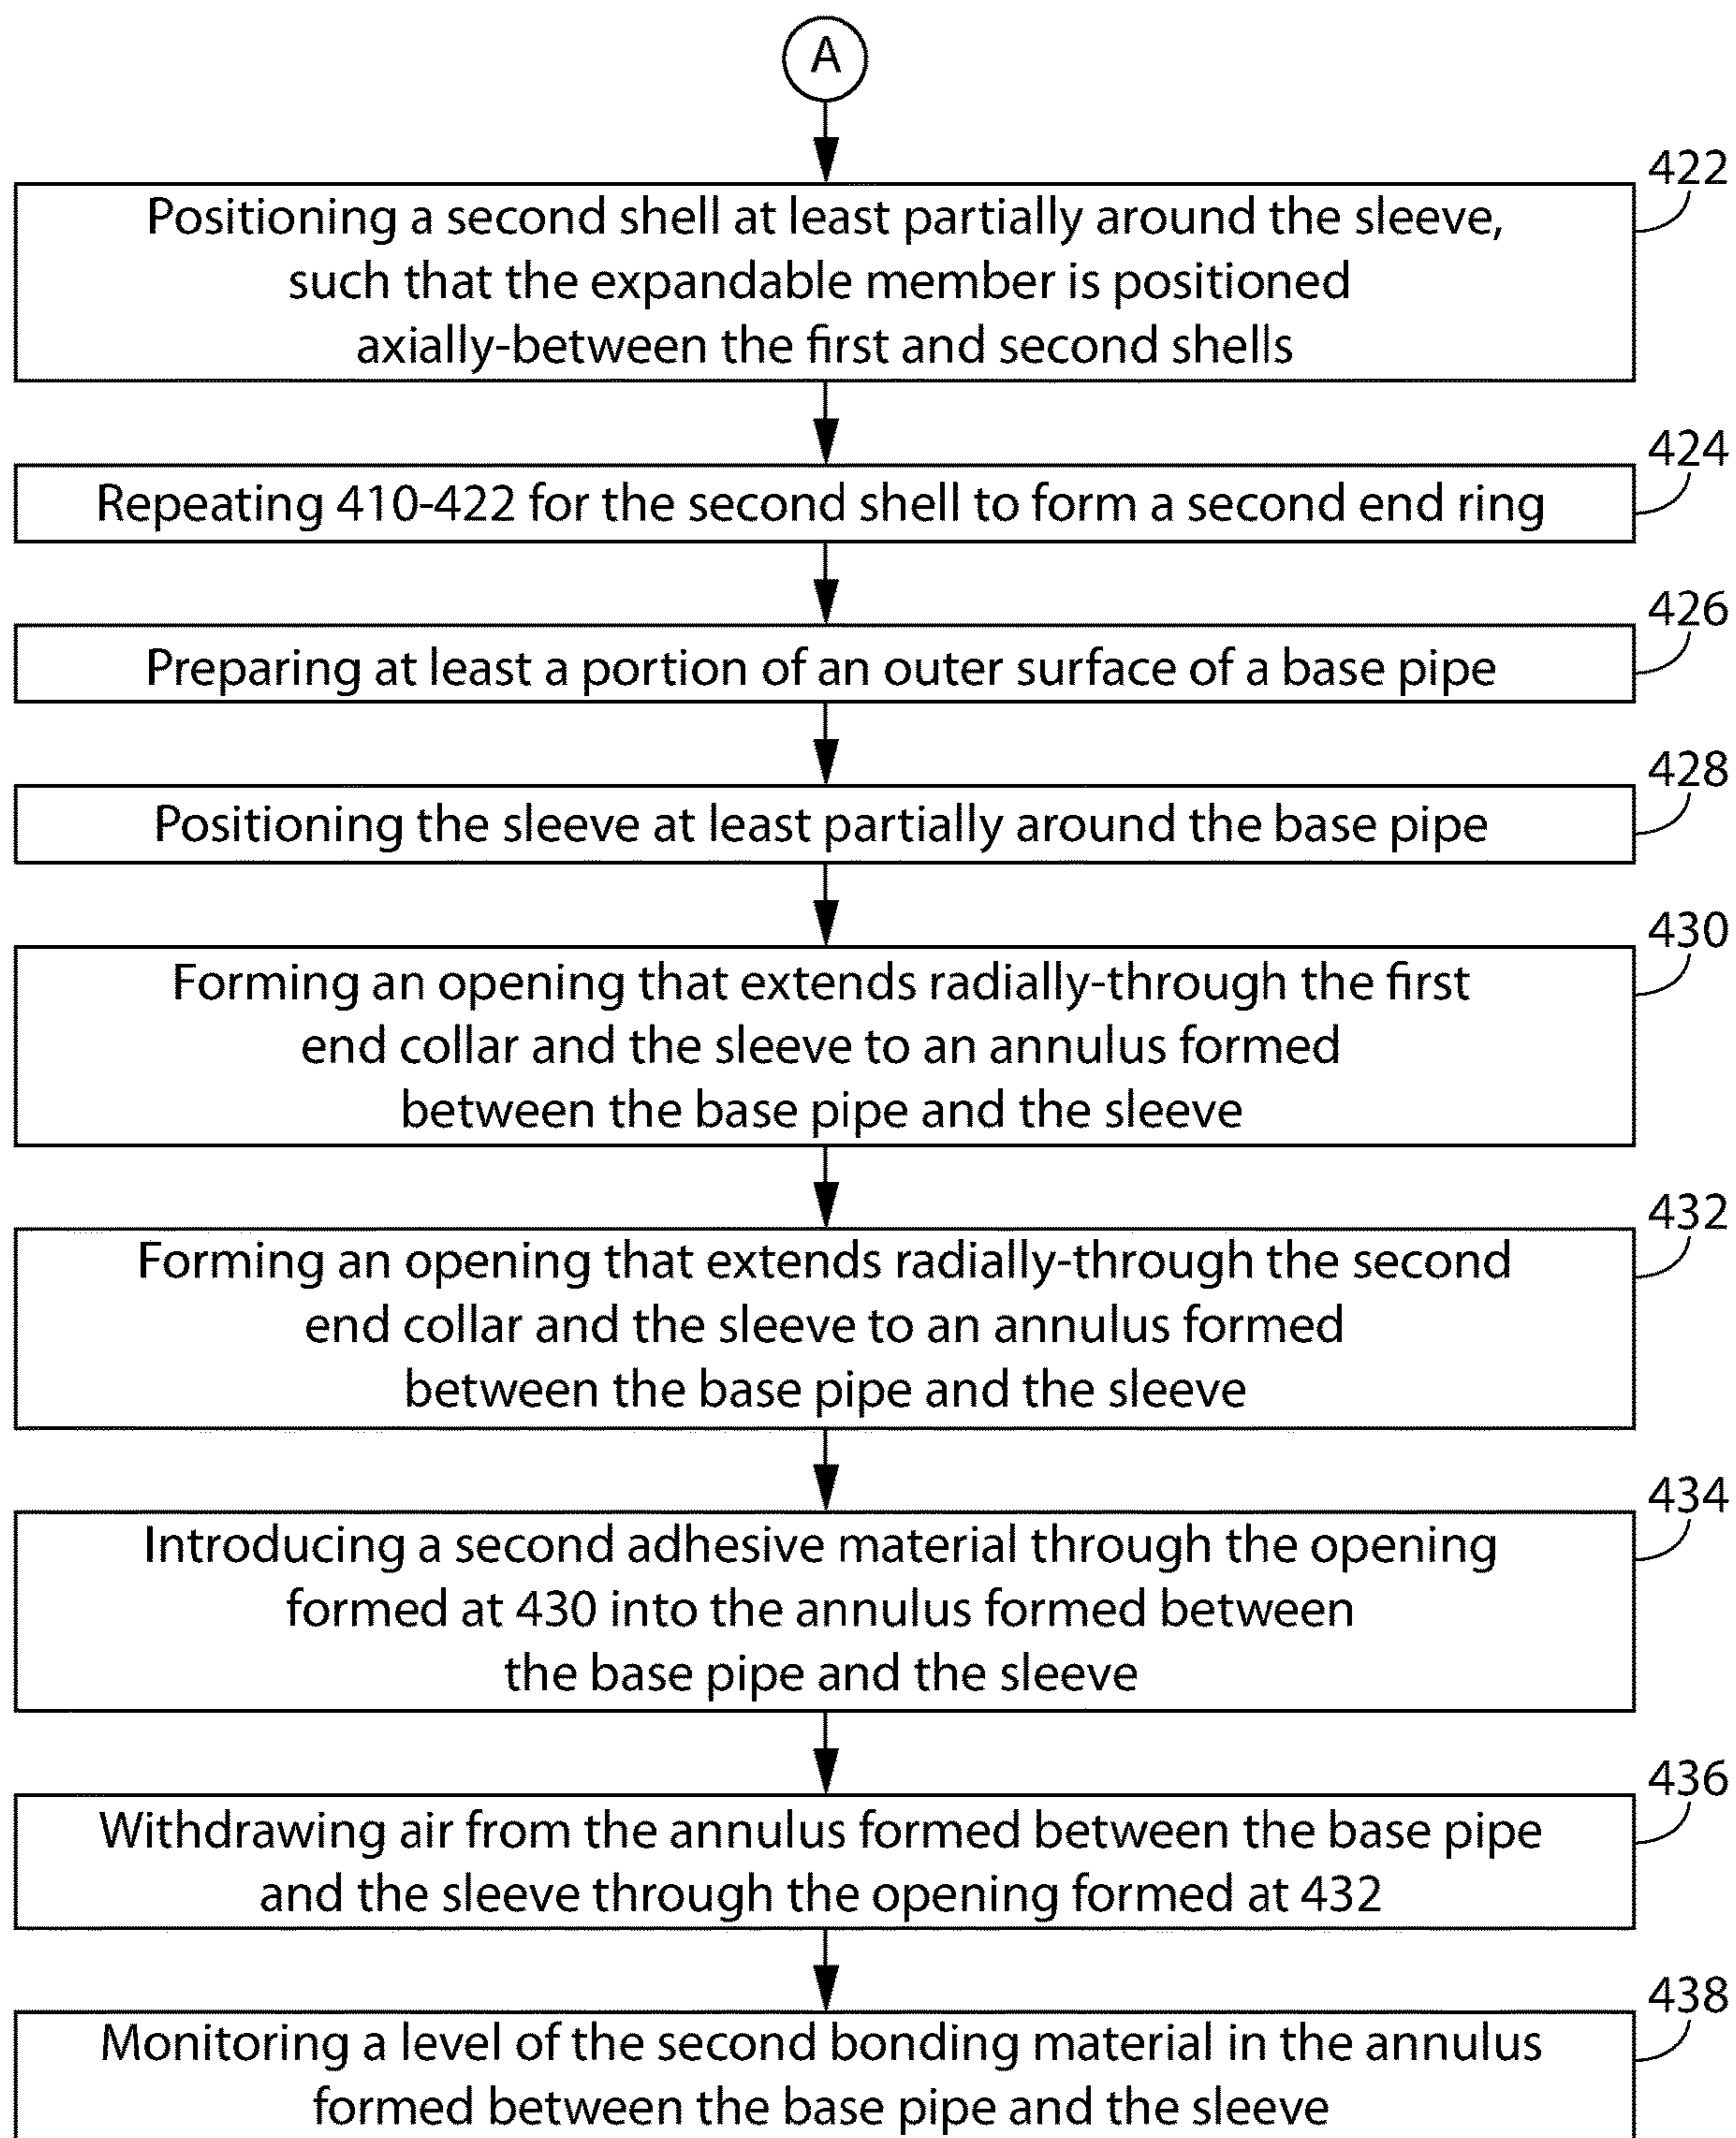 A
422
Positioning a second shell at least partially around the sleeve,
such that the expandable member is positioned
axially-between the first and second shells
424
Repeating 410-422 for the second shell to form a second end ring
426
Preparing at least a portion of an outer surface of a base pipe
428
Positioning the sleeve at least partially around the base pipe
430
Forming an opening that extends radially-through the first
end collar and the sleeve to an annulus formed
between the base pipe and the sleeve
432
Forming an opening that extends radially-through the second
end collar and the sleeve to an annulus formed
between the base pipe and the sleeve
434
Introducing a second adhesive material through the opening
formed at 430 into the annulus formed between
the base pipe and the sleeve
436
Withdrawing air from the annulus formed between the base pipe
and the sleeve through the opening formed at 432
438
Monitoring a level of the second bonding material in the annulus
formed between the base pipe and the sleeve